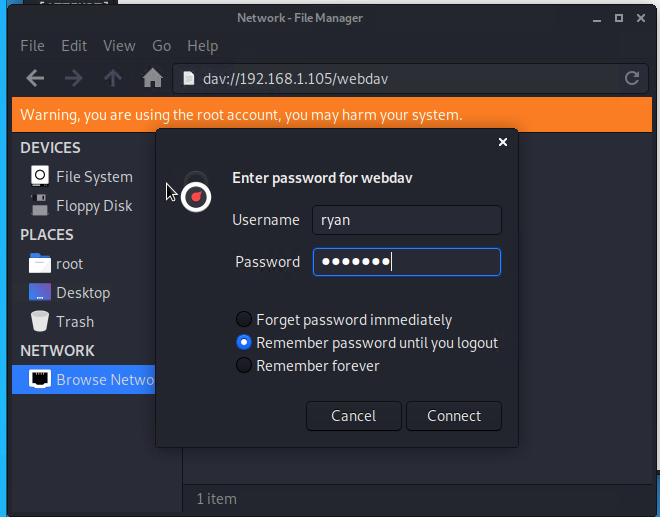 Network - File Manager
File Edit View Go Help
dav://192.168.1.105/webdav
Warning, you are using the root account, you may harm your system.
DEVICES
File System
Floppy Disk
PLACES
root
Desktop
Trash
NETWORK
Browse Netwo
Enter password for webdav
Username ryan
Password •••••••
Forget password immediately
Remember password until you logout
Remember forever
Cancel Connect
1 item